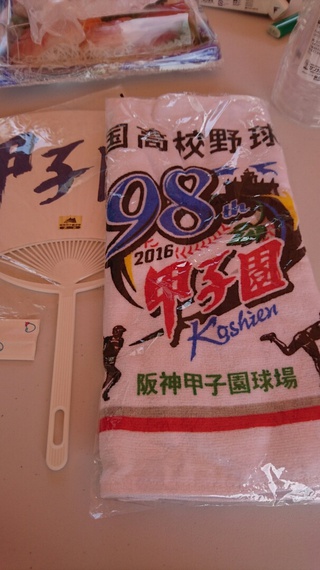 甲子
国高校野球
98th
2016
甲子園
Koshien
阪神甲子園球場